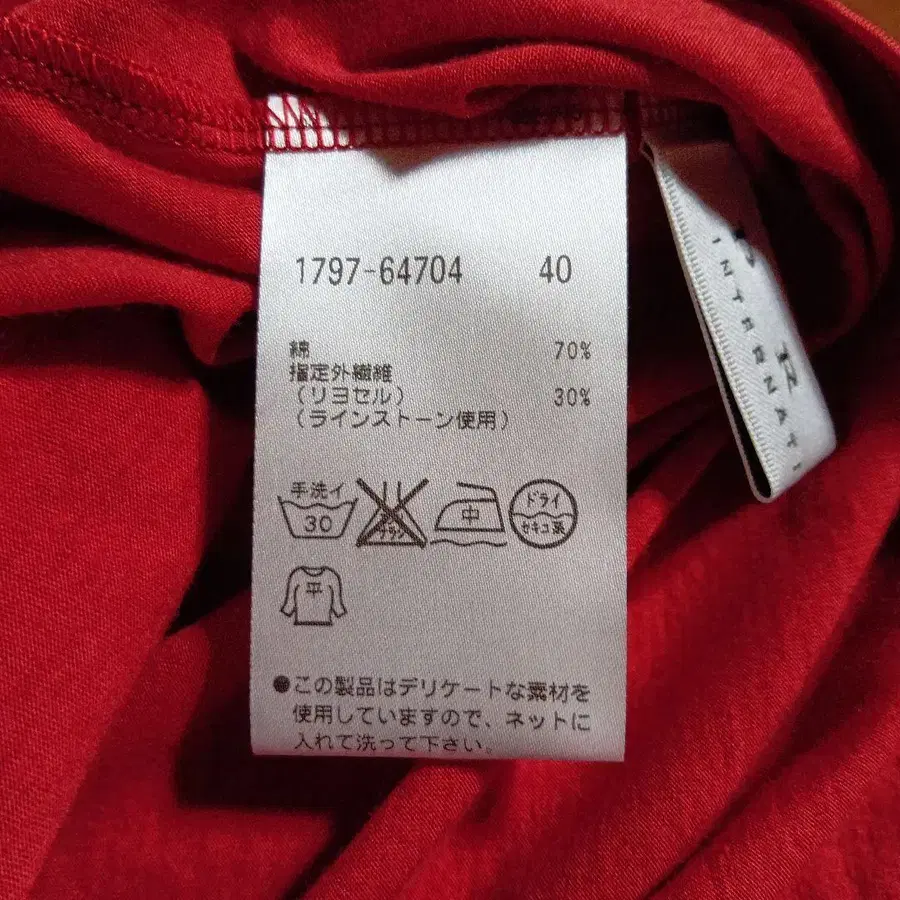 1797-64704 40
綿 70%
指定外繊維
（リヨセル） 30%
（ラインストーン使用）
手洗イ
30
中
ドライ
セキユ系
平
●この製品はデリケートな素材を
使用していますので、ネットに
入れて洗って下さい。
INTERNATI